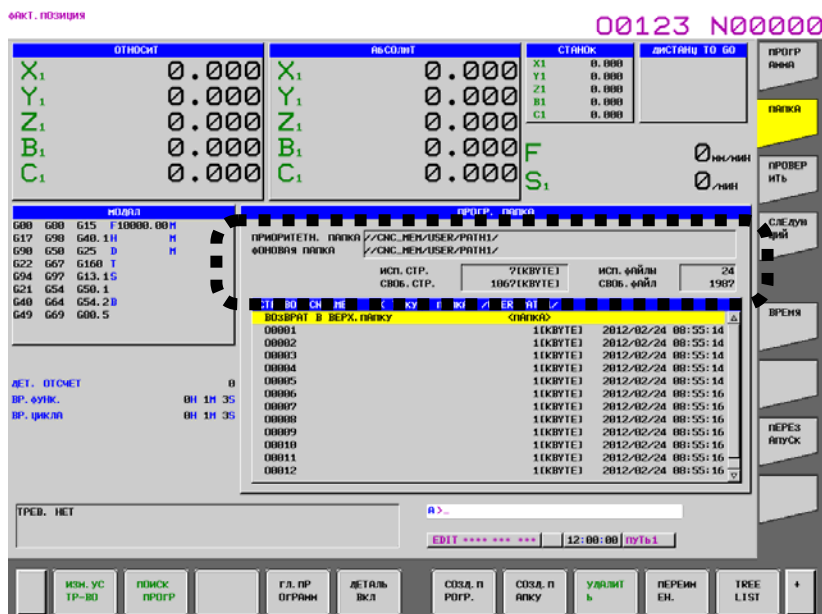 ФАКТ.ПОЗИЦИЯ
O0123 N00000
ОТНОСИТ
X1 0.000
Y1 0.000
Z1 0.000
B1 0.000
C1 0.000
АБСОЛЮТ
X1 0.000
Y1 0.000
Z1 0.000
B1 0.000
C1 0.000
СТАНОК
X1 0.000
Y1 0.000
Z1 0.000
B1 0.000
C1 0.000
ДИСТАНЦ TO GO
F 0 мм/мин
S1 0 /мин
МОДАЛ
G00 G80 G15 F10000.00M
G17 G98 G40.1H M
G90 G50 G25 D M
G22 G67 G160 T
G94 G97 G13.1S
G21 G54 G50.1
G40 G64 G54.2B
G49 G69 G80.5
ДЕТ. ОТСЧЕТ 0
ВР.ФУНК. 0H 1M 3S
ВР.ЦИКЛА 0H 1M 3S
ПРОГР. ПАПКА
ПРИОРИТЕТН. ПАПКА //CNC_MEM/USER/PATH1/
ФОНОВАЯ ПАПКА //CNC_MEM/USER/PATH1/
ИСП.СТР. 7[KBYTE] ИСП.ФАЙЛЫ 24
СВОБ.СТР. 1067[KBYTE] СВОБ.ФАЙЛ 1987
ВОЗВРАТ В ВЕРХ.ПАПКУ <ПАПКА>
O0001 1[KBYTE] 2012/02/24 08:55:14
O0002 1[KBYTE] 2012/02/24 08:55:14
O0003 1[KBYTE] 2012/02/24 08:55:14
O0004 1[KBYTE] 2012/02/24 08:55:14
O0005 1[KBYTE] 2012/02/24 08:55:14
O0006 1[KBYTE] 2012/02/24 08:55:16
O0007 1[KBYTE] 2012/02/24 08:55:16
O0008 1[KBYTE] 2012/02/24 08:55:16
O0009 1[KBYTE] 2012/02/24 08:55:16
O0010 1[KBYTE] 2012/02/24 08:55:16
O0011 1[KBYTE] 2012/02/24 08:55:16
O0012 1[KBYTE] 2012/02/24 08:55:16
ТРЕВ. НЕТ
A>_
EDIT **** *** *** 12:00:00 ПУТЬ1
ПРОГР
АММА
ПАПКА
ПРОВЕР
ИТЬ
СЛЕДУЮ
ЩИЙ
ВРЕМЯ
ПЕРЕЗ
АПУСК
ИЗМ.УС
ТР-ВО
ПОИСК
ПРОГР
ГЛ.ПР
ОГРАММ
ДЕТАЛЬ
ВКЛ
СОЗД.П
РОГР.
СОЗД.П
АПКУ
УДАЛИТ
Ь
ПЕРЕИМ
ЕН.
TREE
LIST
+